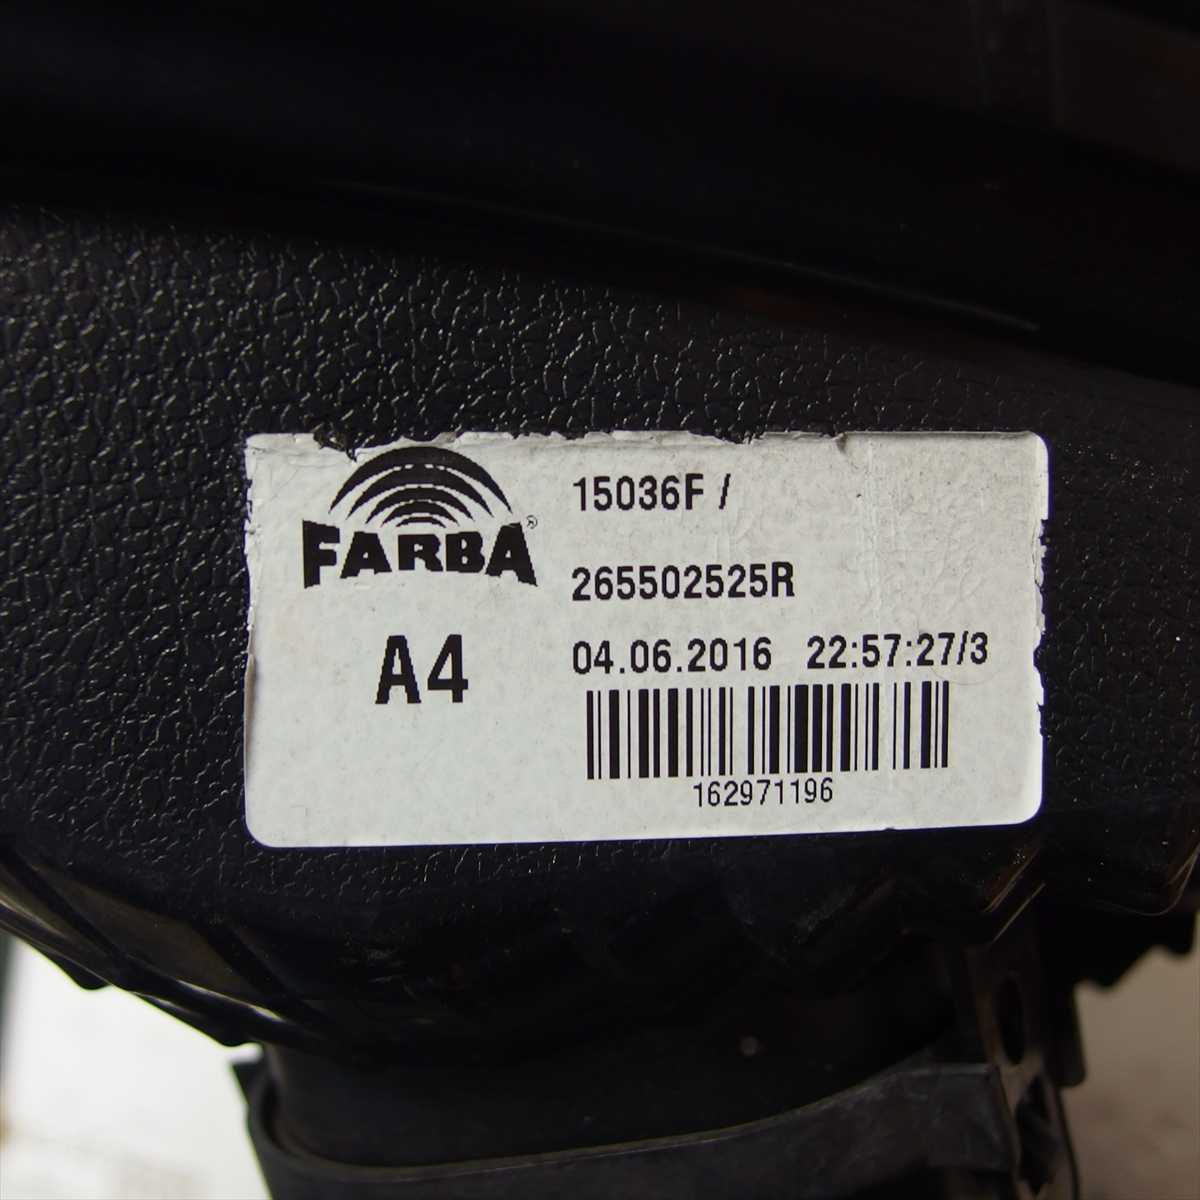 FARBA®
15036F /
265502525R
A4
04.06.2016 22:57:27/3
162971196